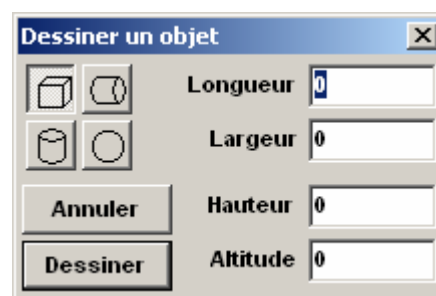 Dessiner un objet
Longueur 0
Largeur 0
Annuler
Hauteur 0
Dessiner
Altitude 0